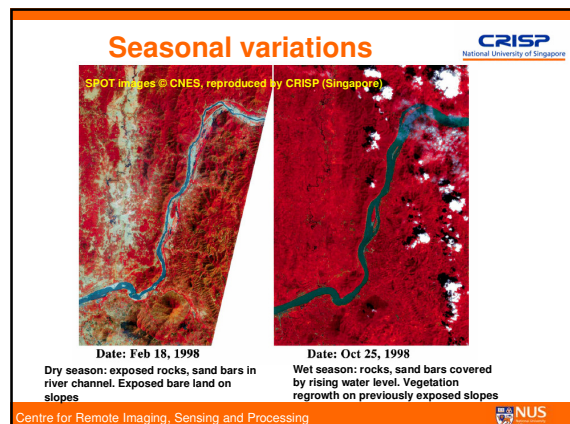 Seasonal variations
CRISP
National University of Singapore
SPOT images © CNES, reproduced by CRISP (Singapore)
Date: Feb 18, 1998
Dry season: exposed rocks, sand bars in
river channel. Exposed bare land on
slopes
Date: Oct 25, 1998
Wet season: rocks, sand bars covered
by rising water level. Vegetation
regrowth on previously exposed slopes
Centre for Remote Imaging, Sensing and Processing
NUS